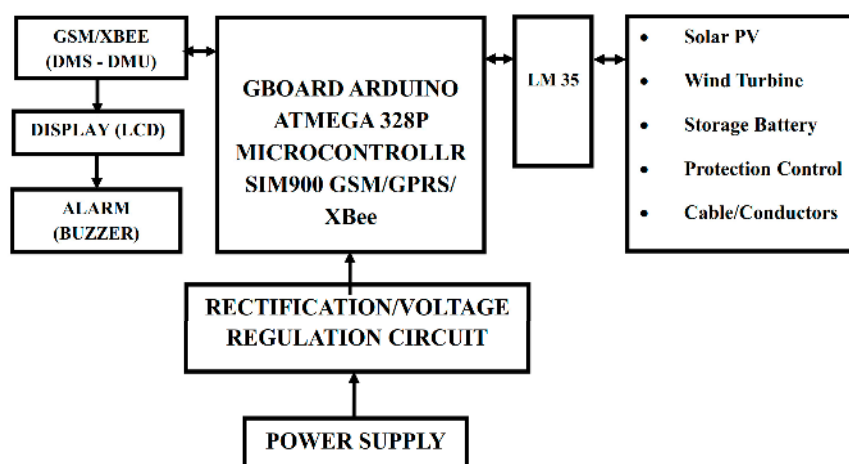 GSM/XBEE
(DMS - DMU)
DISPLAY (LCD)
ALARM
(BUZZER)
GBOARD ARDUINO
ATMEGA 328P
MICROCONTROLLR
SIM900 GSM/GPRS/
XBee
LM 35
• Solar PV
• Wind Turbine
• Storage Battery
• Protection Control
• Cable/Conductors
RECTIFICATION/VOLTAGE
REGULATION CIRCUIT
POWER SUPPLY